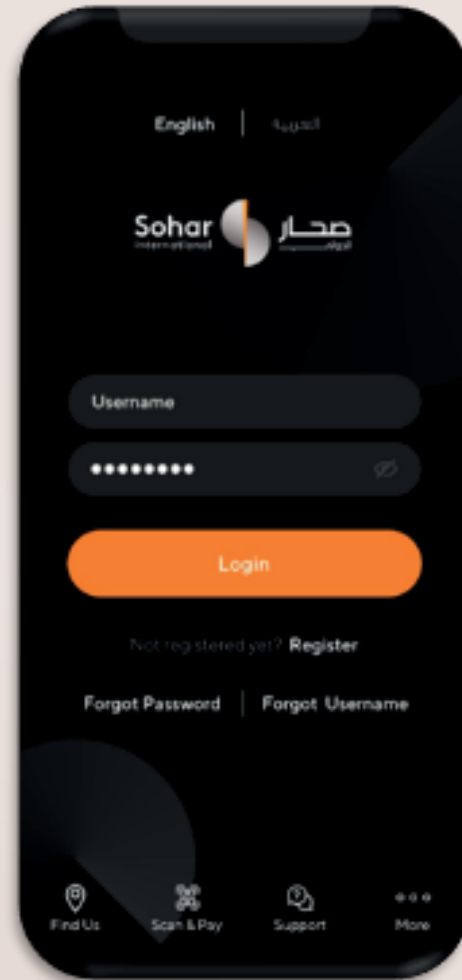 English | العربية
Sohar صحار
international الدولي
Username
Login
Not registered yet? Register
Forgot Password | Forgot Username
Find Us Scan & Pay Support More